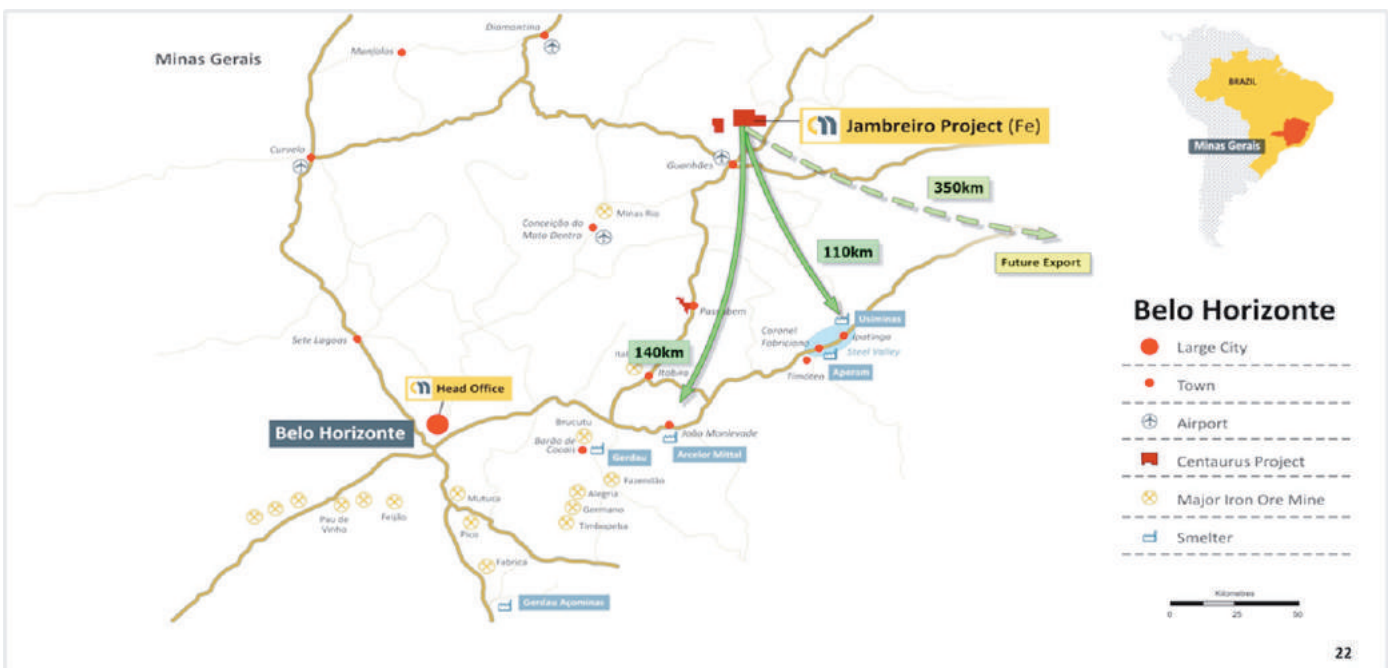 Minas Gerais
Monjolos
Diamantina
Curvelo
Guanhães
Jambreiro Project (Fe)
BRAZIL
Minas Gerais
350km
110km
Future Export
Minas Rio
Conceição do
Mato Dentro
Passabem
Usiminas
Coronel
Fabriciano
Ipatinga
Steel Valley
Aperam
Timóteo
140km
Itabira
Sete Lagoas
Head Office
Belo Horizonte
Brucutu
Barão de
Cocais
Gerdau
João Monlevade
Arcelor Mittal
Fazendão
Alegria
Germano
Timbopeba
Mutuca
Pico
Pau de
Vinho
Feijão
Fabrica
Gerdau Açominas
Belo Horizonte
Large City
Town
Airport
Centaurus Project
Major Iron Ore Mine
Smelter
Kilometres
0 25 50
22